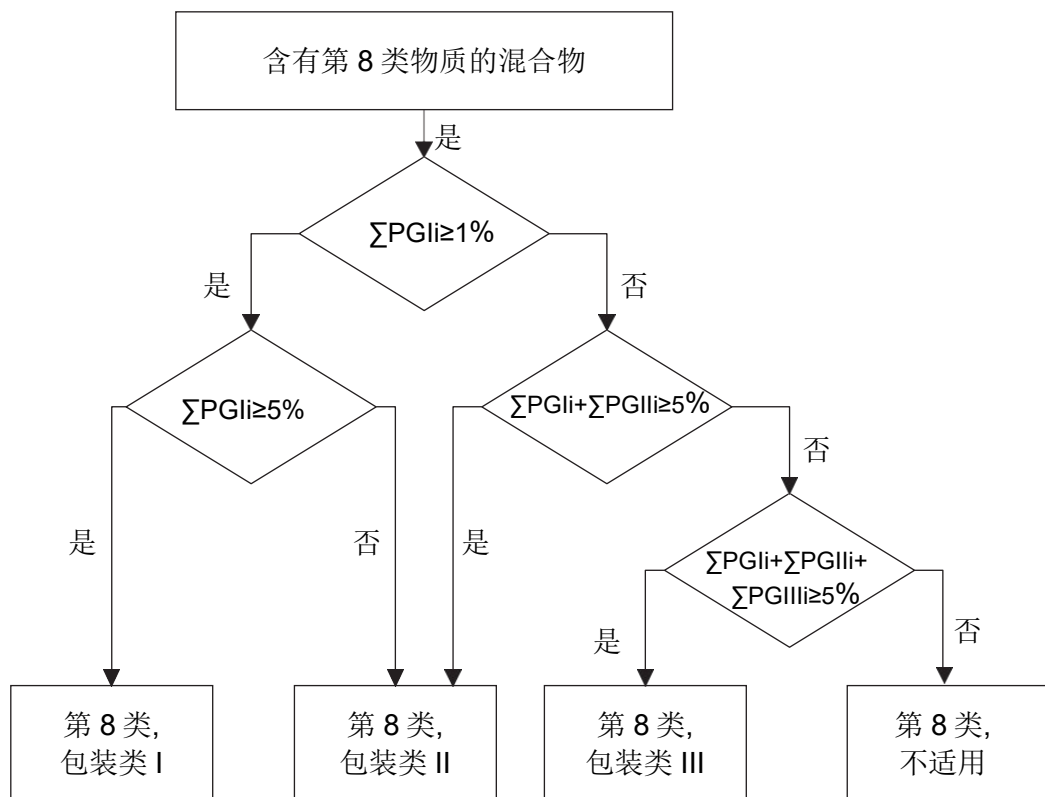 含有第 8 类物质的混合物
是
∑PGIi≥1%
是
否
∑PGIi≥5%
∑PGIi+∑PGIIi≥5%
否
是
否
是
∑PGIi+∑PGIIi+
∑PGIIIi≥5%
是
否
第 8 类,
包装类 I
第 8 类,
包装类 II
第 8 类,
包装类 III
第 8 类,
不适用